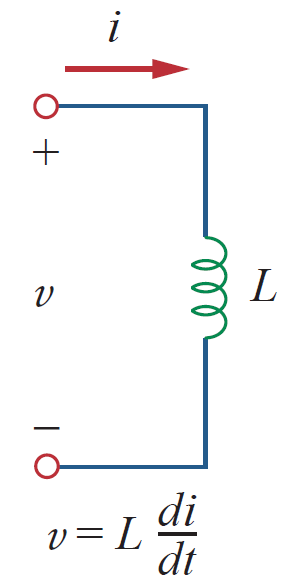 i
+
v
L
−
v = L di/dt